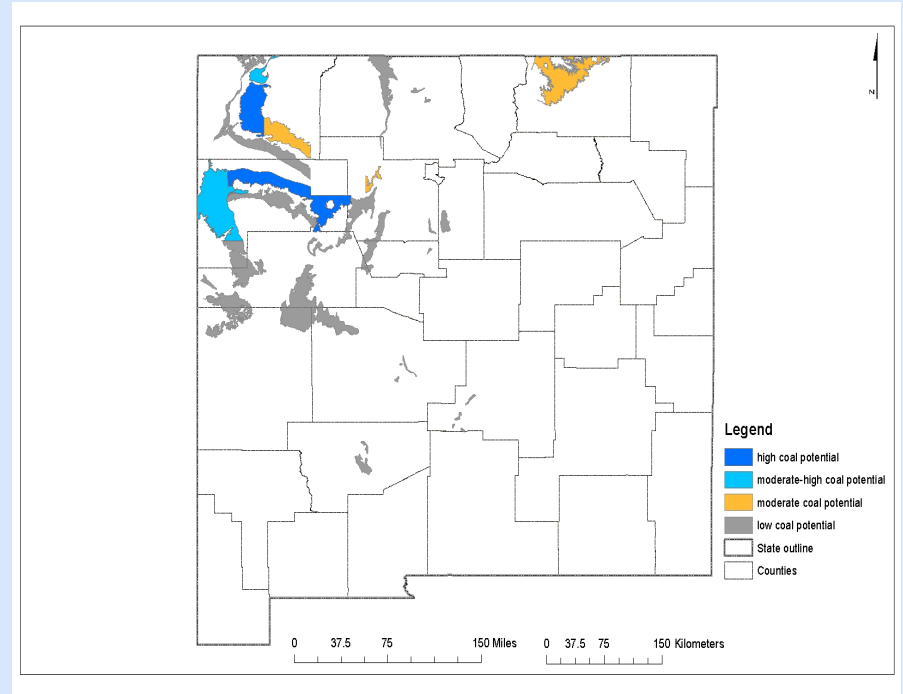 N
Legend
high coal potential
moderate-high coal potential
moderate coal potential
low coal potential
State outline
Counties
0 37.5 75 150 Miles
0 37.5 75 150 Kilometers